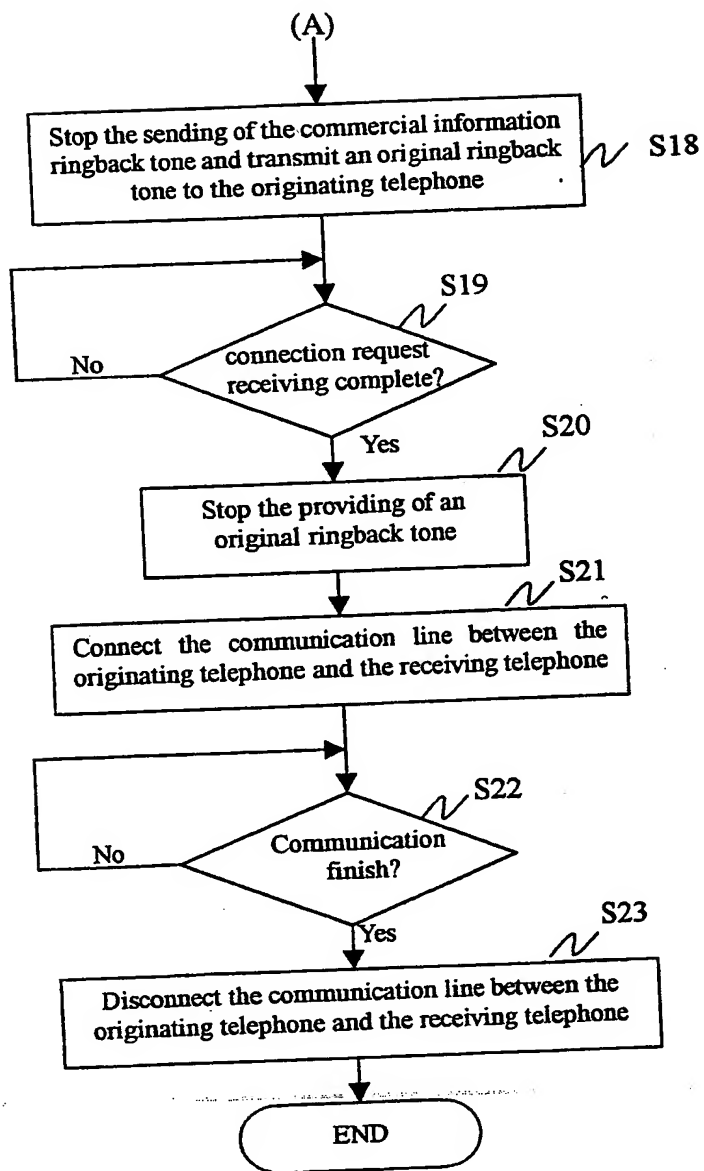 (A)
Stop the sending of the commercial information
ringback tone and transmit an original ringback
tone to the originating telephone
S18
S19
connection request
receiving complete?
No
Yes
S20
Stop the providing of an
original ringback tone
S21
Connect the communication line between the
originating telephone and the receiving telephone
S22
Communication
finish?
No
Yes
S23
Disconnect the communication line between the
originating telephone and the receiving telephone
END